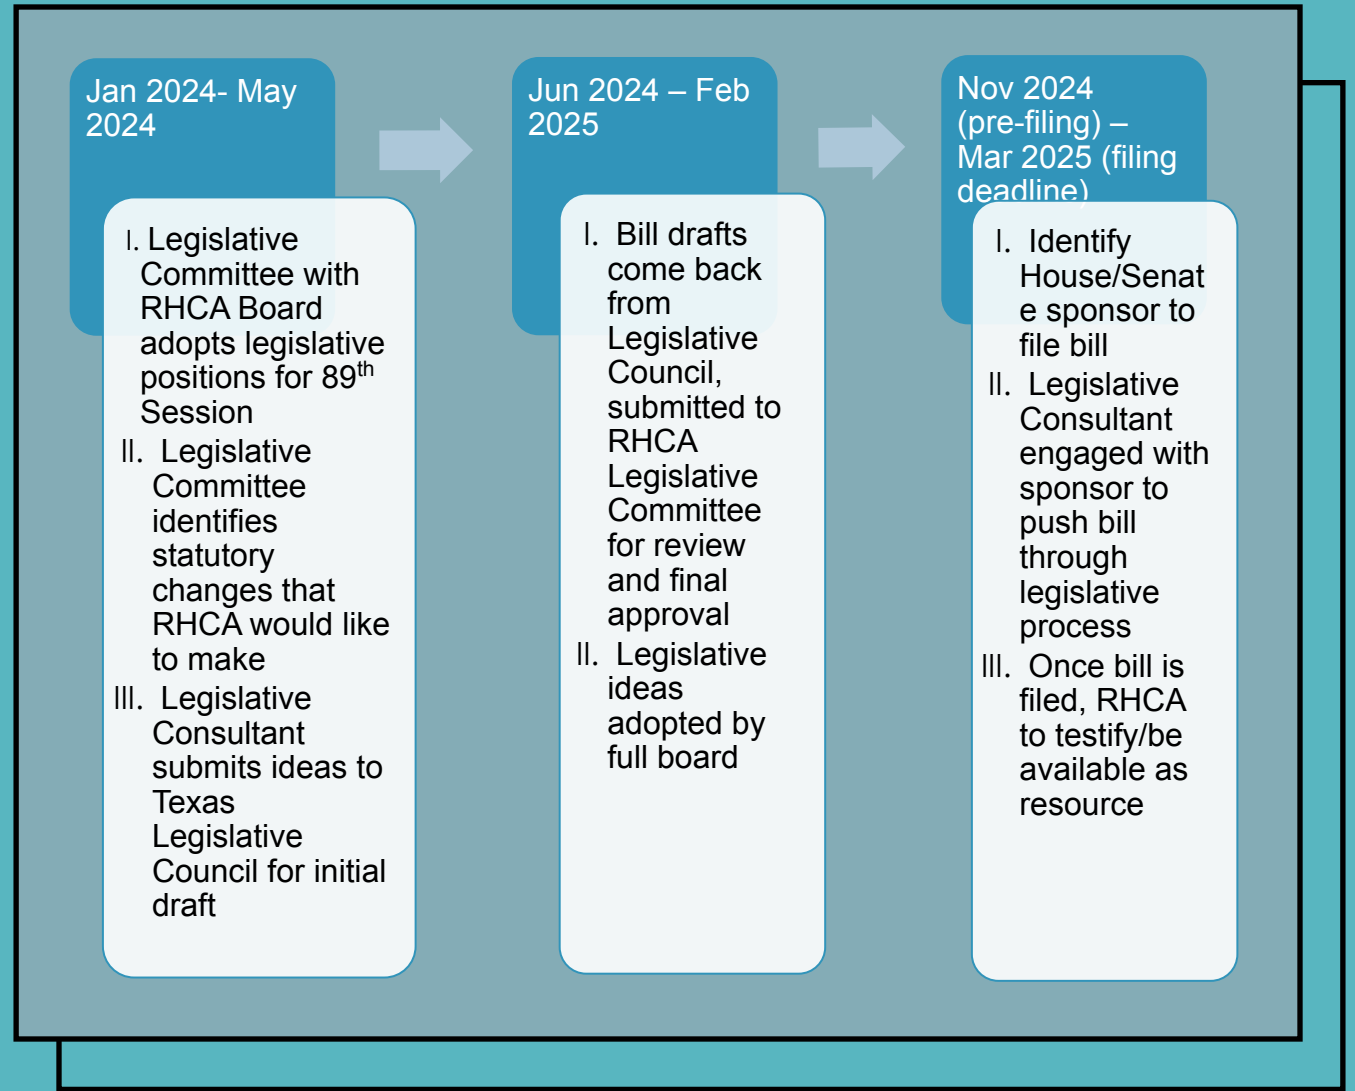 Jan 2024- May
2024
I. Legislative
Committee with
RHCA Board
adopts legislative
positions for 89th
Session
II. Legislative
Committee
identifies
statutory
changes that
RHCA would like
to make
III. Legislative
Consultant
submits ideas to
Texas
Legislative
Council for initial
draft
Jun 2024 – Feb
2025
I. Bill drafts
come back
from
Legislative
Council,
submitted to
RHCA
Legislative
Committee
for review
and final
approval
II. Legislative
ideas
adopted by
full board
Nov 2024
(pre-filing) –
Mar 2025 (filing
deadline)
I. Identify
House/Senat
e sponsor to
file bill
II. Legislative
Consultant
engaged with
sponsor to
push bill
through
legislative
process
III. Once bill is
filed, RHCA
to testify/be
available as
resource